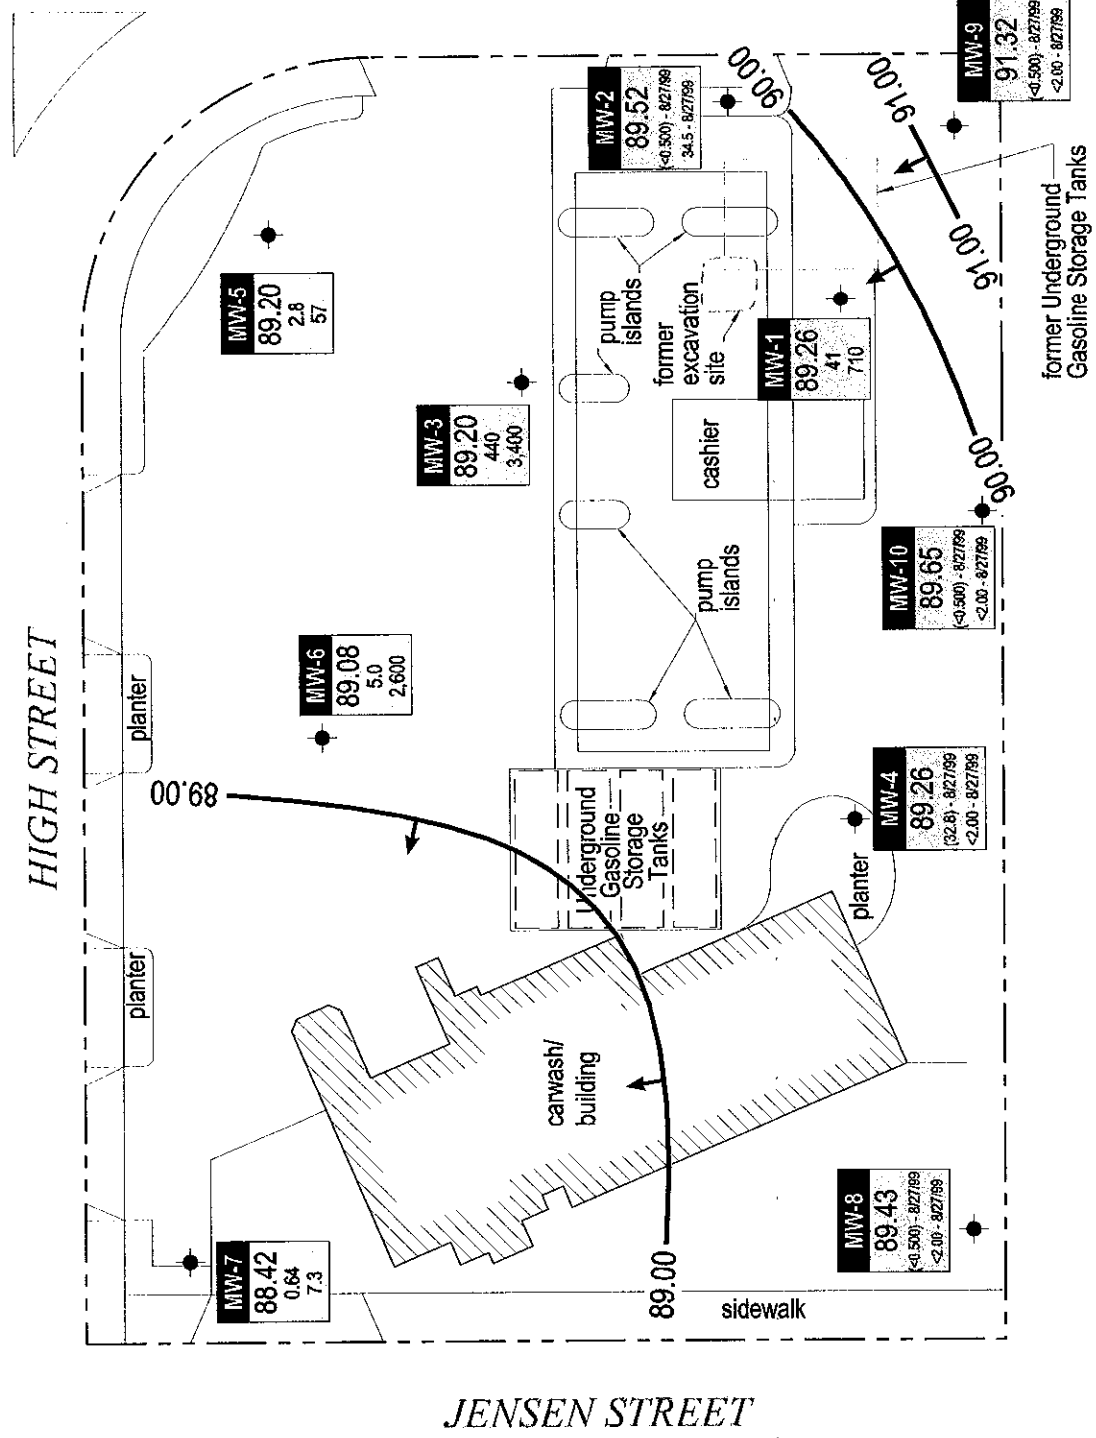 HIGH STREET
JENSEN STREET
MW-9
91.32
(<0.500) - 8/27/99
<2.00 - 8/27/99
MW-2
89.52
(<0.500) - 8/27/99
34.5 - 8/27/99
90.00
91.00
91.00
90.00
former Underground
Gasoline Storage Tanks
MW-5
89.20
2.8
57
pump
islands
former
excavation
site
MW-1
89.26
41
710
MW-3
89.20
440
3,400
cashier
MW-10
89.65
(<0.500) - 8/27/99
<2.00 - 8/27/99
pump
islands
MW-6
89.08
5.0
2,600
planter
89.00
Underground
Gasoline
Storage
Tanks
MW-4
89.26
(32.8) - 8/27/99
<2.00 - 8/27/99
planter
planter
carwash/
building
MW-8
89.43
(<0.500) - 8/27/99
<2.00 - 8/27/99
MW-7
88.42
0.64
7.3
89.00
sidewalk